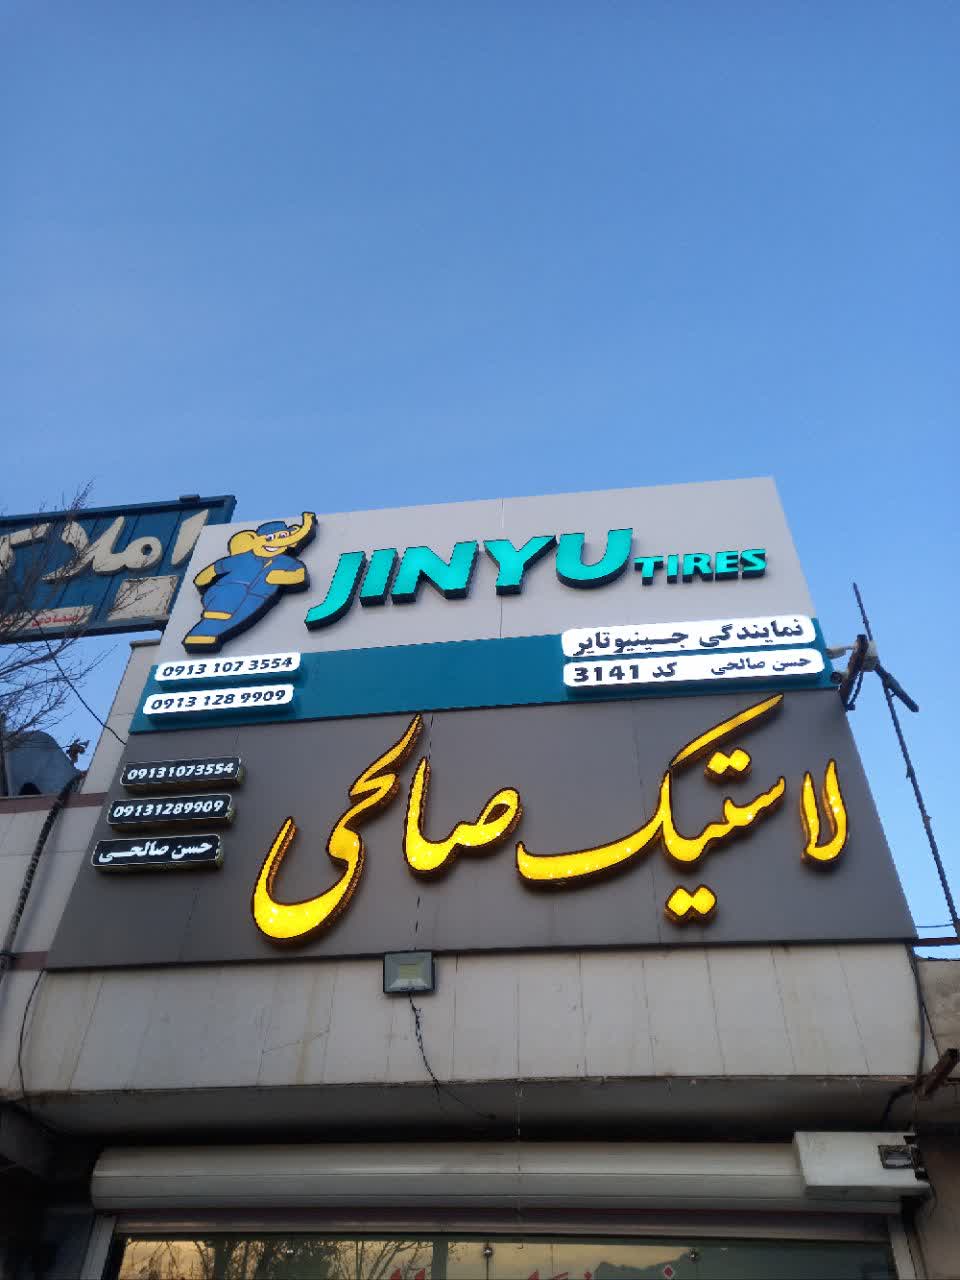 املاک
JINYU TIRES
نمایندگی جینیوتایر
حسن صالحی کد 3141
0913 107 3554
0913 128 9909
لاستیک صالحی
09131073554
09131289909
حسن صالحی